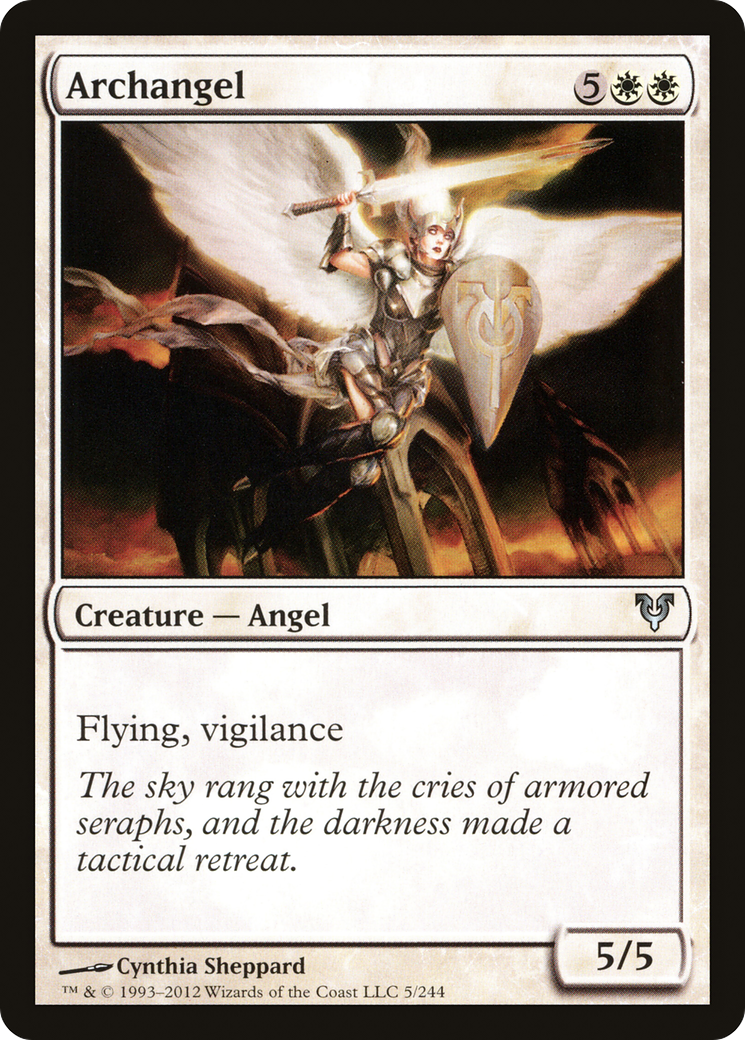 Archangel 5
Creature — Angel
Flying, vigilance
The sky rang with the cries of armored
seraphs, and the darkness made a
tactical retreat.
5/5
Cynthia Sheppard
™ & © 1993–2012 Wizards of the Coast LLC 5/244